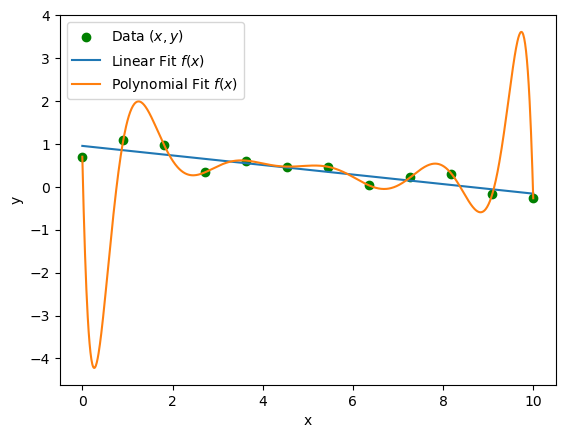 Data (x, y)
Linear Fit f(x)
Polynomial Fit f(x)
4
3
2
1
0
−1
−2
−3
−4
y
0 2 4 6 8 10
x